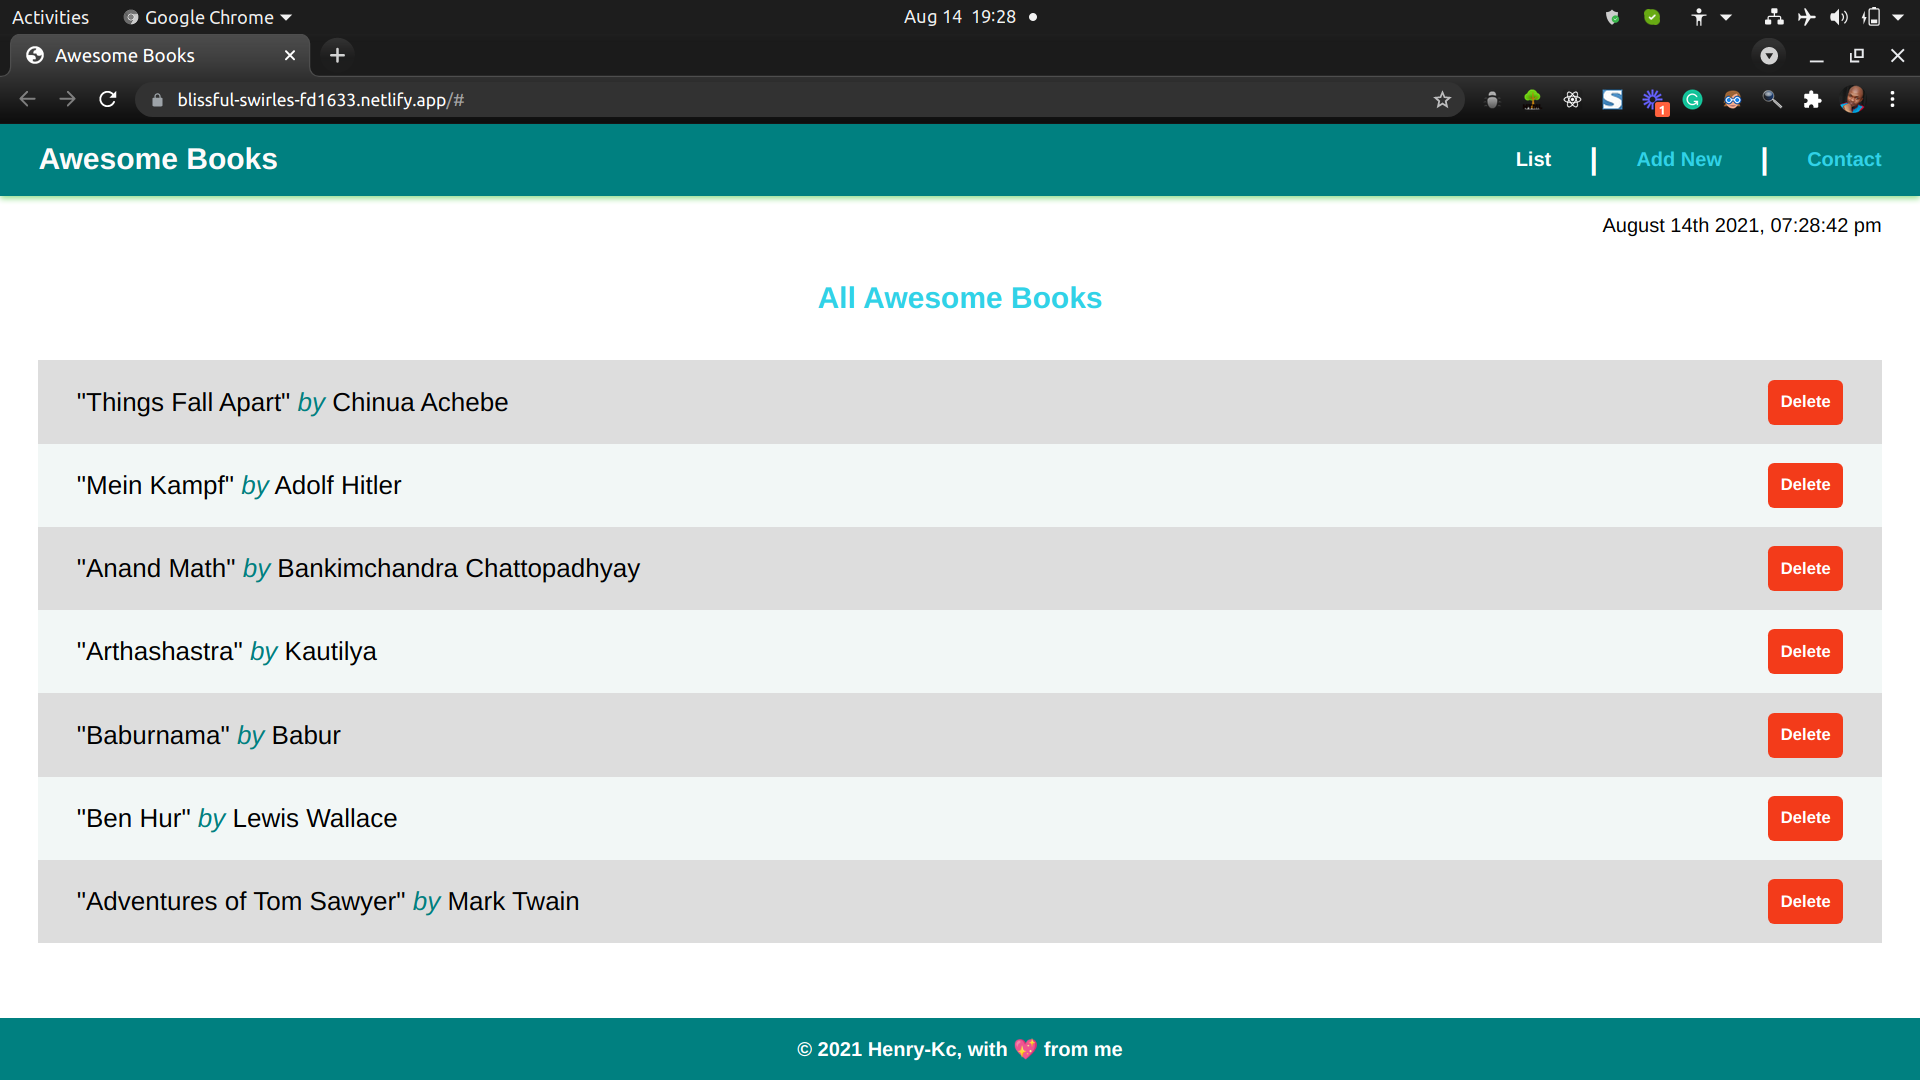 Activities Google Chrome Aug 14 19:28
Awesome Books
blissful-swirles-fd1633.netlify.app/# 1
Awesome Books List | Add New | Contact
August 14th 2021, 07:28:42 pm
All Awesome Books
"Things Fall Apart" by Chinua Achebe Delete
"Mein Kampf" by Adolf Hitler Delete
"Anand Math" by Bankimchandra Chattopadhyay Delete
"Arthashastra" by Kautilya Delete
"Baburnama" by Babur Delete
"Ben Hur" by Lewis Wallace Delete
"Adventures of Tom Sawyer" by Mark Twain Delete
© 2021 Henry-Kc, with 💖 from me